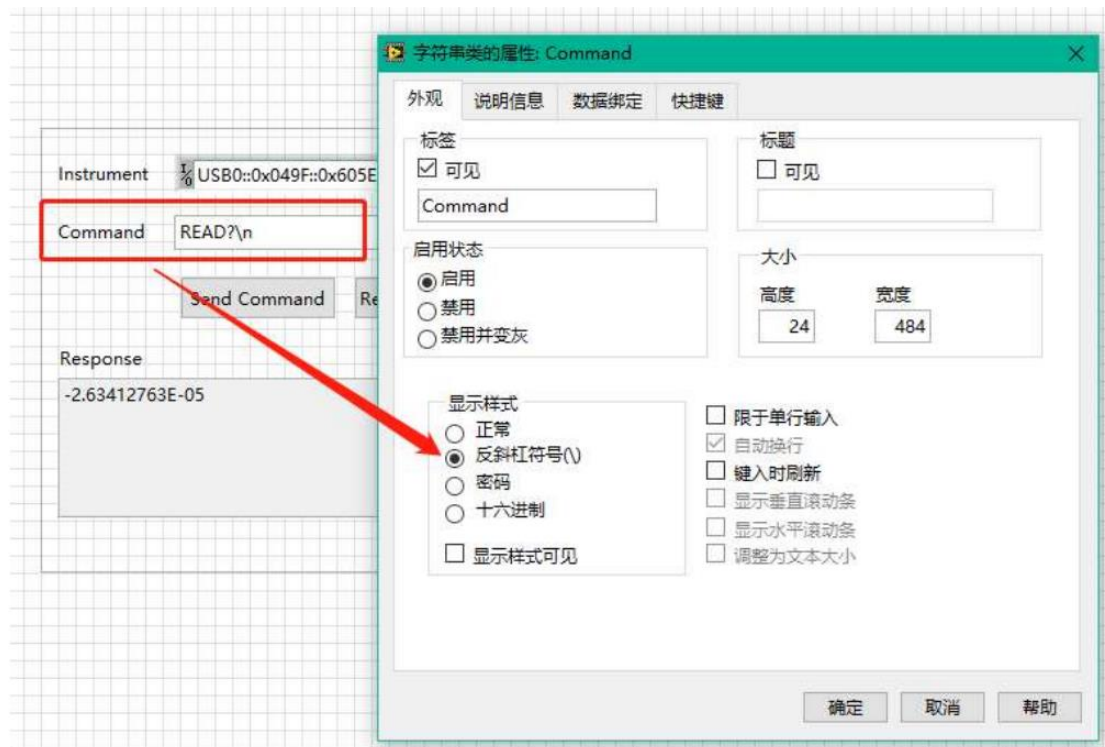 字符串类的属性: Command
外观 说明信息 数据绑定 快捷键
标签
可见
Command
标题
可见
启用状态
启用
禁用
禁用并变灰
大小
高度 宽度
24 484
显示样式
正常
反斜杠符号(\)
密码
十六进制
显示样式可见
限于单行输入
自动换行
键入时刷新
显示垂直滚动条
显示水平滚动条
调整为文本大小
确定 取消 帮助
Instrument USB0::0x049F::0x605E
Command READ?\n
Send Command Re
Response
-2.63412763E-05